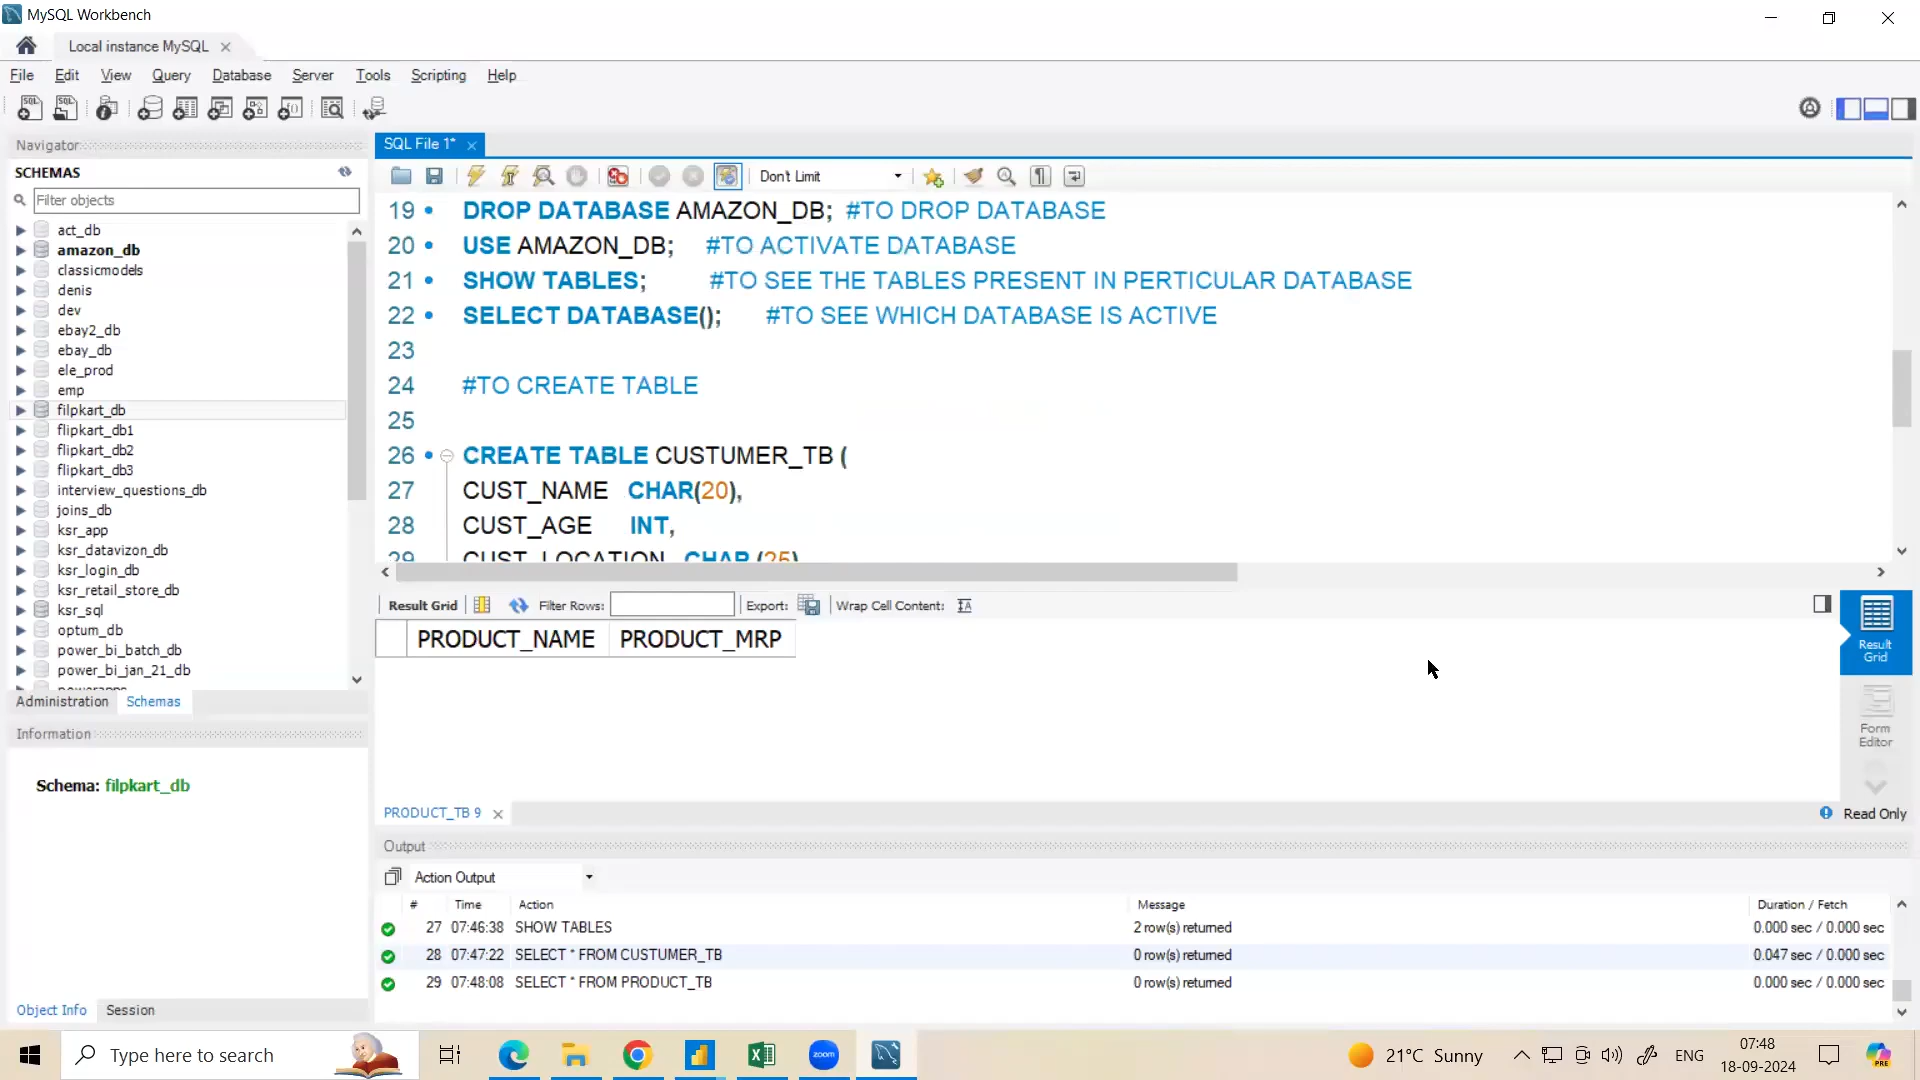 MySQL Workbench
Local instance MySQL
File Edit View Query Database Server Tools Scripting Help
Navigator
SCHEMAS
Filter objects
act_db
amazon_db
classicmodels
denis
dev
ebay2_db
ebay_db
ele_prod
emp
filpkart_db
flipkart_db1
flipkart_db2
flipkart_db3
interview_questions_db
joins_db
ksr_app
ksr_datavizon_db
ksr_login_db
ksr_retail_store_db
ksr_sql
optum_db
power_bi_batch_db
power_bi_jan_21_db
powerapps
Administration Schemas
Information
Schema: filpkart_db
Object Info Session
SQL File 1*
Don't Limit
19 DROP DATABASE AMAZON_DB; #TO DROP DATABASE
20 USE AMAZON_DB; #TO ACTIVATE DATABASE
21 SHOW TABLES; #TO SEE THE TABLES PRESENT IN PERTICULAR DATABASE
22 SELECT DATABASE(); #TO SEE WHICH DATABASE IS ACTIVE
23
24 #TO CREATE TABLE
25
26 CREATE TABLE CUSTUMER_TB (
27 CUST_NAME CHAR(20),
28 CUST_AGE INT,
29 CUST_LOCATION CHAR (25)
Result Grid Filter Rows: Export: Wrap Cell Content:
PRODUCT_NAME PRODUCT_MRP
Result
Grid
Form
Editor
PRODUCT_TB 9
Read Only
Output
Action Output
# Time Action Message Duration / Fetch
27 07:46:38 SHOW TABLES 2 row(s) returned 0.000 sec / 0.000 sec
28 07:47:22 SELECT * FROM CUSTUMER_TB 0 row(s) returned 0.047 sec / 0.000 sec
29 07:48:08 SELECT * FROM PRODUCT_TB 0 row(s) returned 0.000 sec / 0.000 sec
Type here to search
zoom
21°C Sunny
ENG
07:48
18-09-2024
PRE